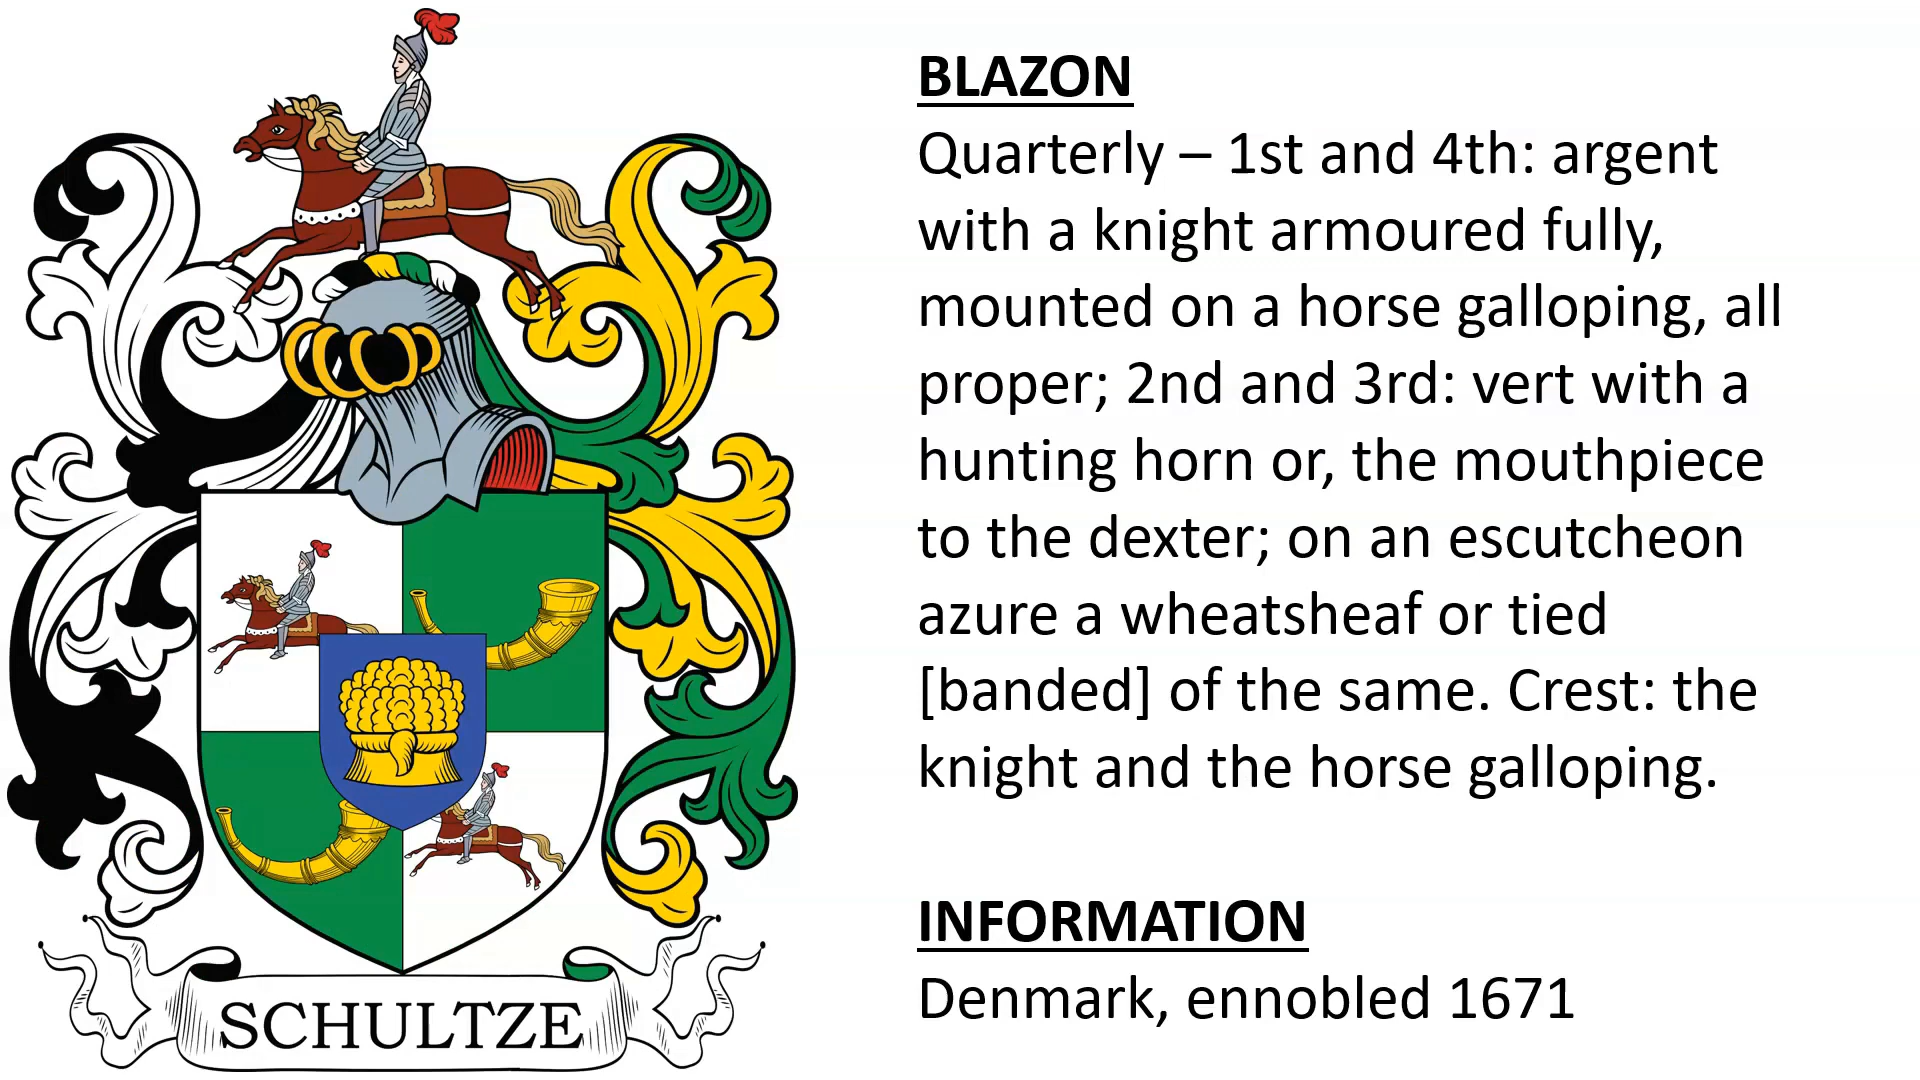 BLAZON
Quarterly – 1st and 4th: argent
with a knight armoured fully,
mounted on a horse galloping, all
proper; 2nd and 3rd: vert with a
hunting horn or, the mouthpiece
to the dexter; on an escutcheon
azure a wheatsheaf or tied
[banded] of the same. Crest: the
knight and the horse galloping.
INFORMATION
Denmark, ennobled 1671
SCHULTZE